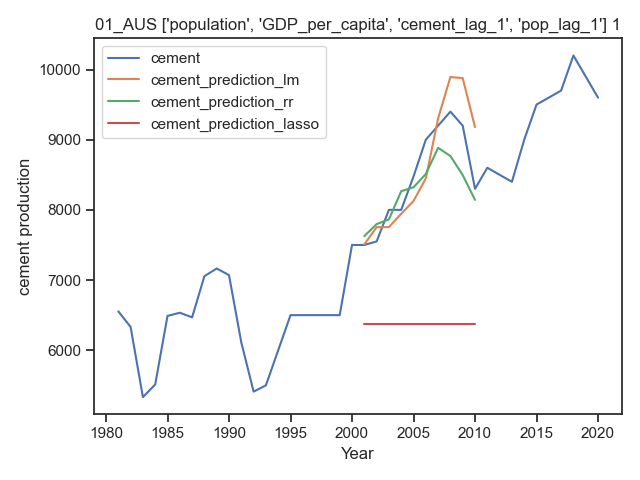 01_AUS ['population', 'GDP_per_capita', 'cement_lag_1', 'pop_lag_1'] 1
cement
cement_prediction_lm
cement_prediction_rr
cement_prediction_lasso
cement production
10000
9000
8000
7000
6000
1980 1985 1990 1995 2000 2005 2010 2015 2020
Year